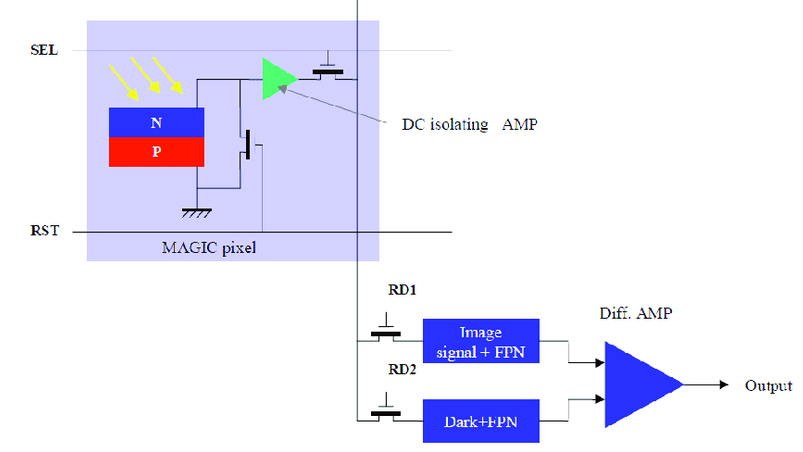 SEL
N
DC isolating AMP
P
RST
MAGIC pixel
RD1
Diff. AMP
Image
signal + FPN
RD2
Output
Dark+FPN